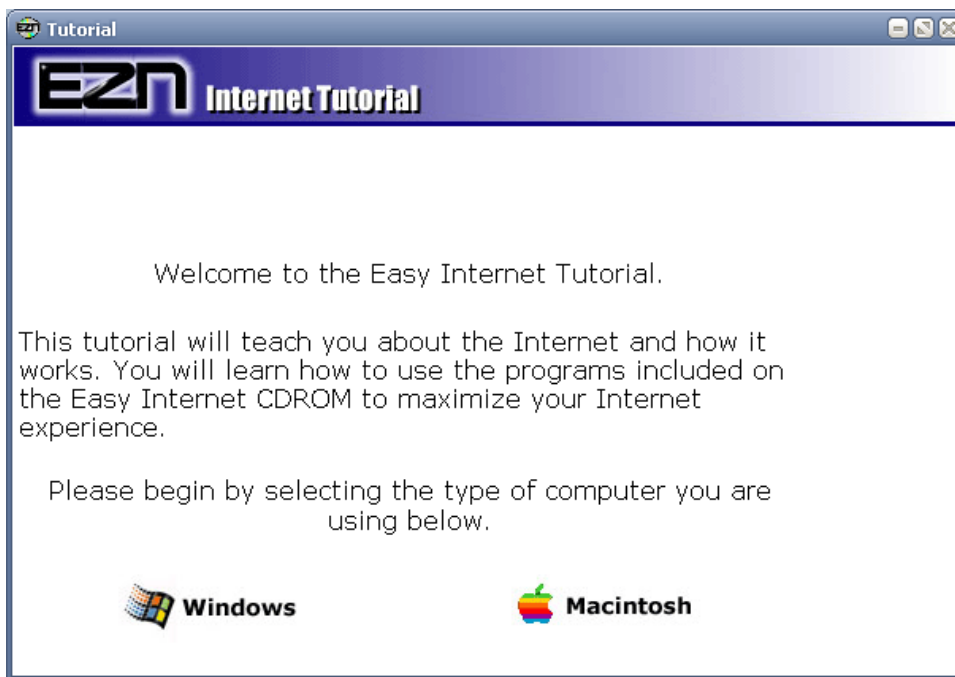 Tutorial
EZN Internet Tutorial
Welcome to the Easy Internet Tutorial.
This tutorial will teach you about the Internet and how it
works. You will learn how to use the programs included on
the Easy Internet CDROM to maximize your Internet
experience.
Please begin by selecting the type of computer you are
using below.
Windows
Macintosh